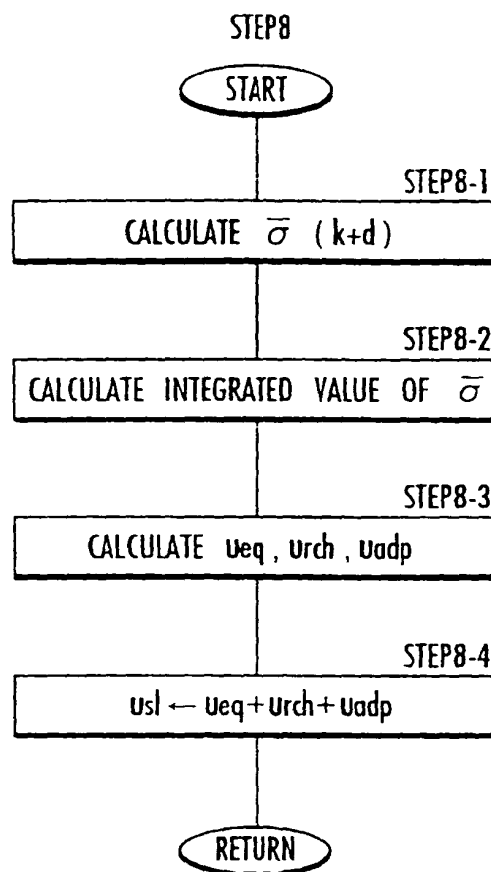 STEP8
START
STEP8-1
CALCULATE σ̅ (k+d)
STEP8-2
CALCULATE INTEGRATED VALUE OF σ̅
STEP8-3
CALCULATE Ueq , Urch , Uadp
STEP8-4
Usl ← Ueq+Urch+Uadp
RETURN